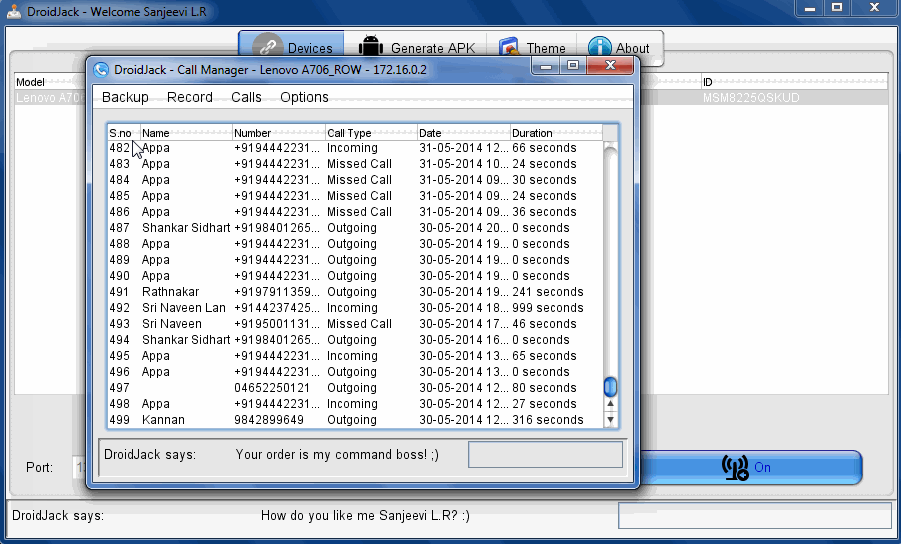 DroidJack - Welcome Sanjeevi L.R
Devices Generate APK Theme About
DroidJack - Call Manager - Lenovo A706_ROW - 172.16.0.2
Model ID
Lenovo A706 MSM8225QSKUD
Backup Record Calls Options
S.no Name Number Call Type Date Duration
482 Appa +9194442231... Incoming 31-05-2014 12... 66 seconds
483 Appa +9194442231... Missed Call 31-05-2014 10... 24 seconds
484 Appa +9194442231... Missed Call 31-05-2014 09... 30 seconds
485 Appa +9194442231... Missed Call 31-05-2014 09... 24 seconds
486 Appa +9194442231... Missed Call 31-05-2014 09... 36 seconds
487 Shankar Sidhart +9198401265... Outgoing 30-05-2014 20... 0 seconds
488 Appa +9194442231... Outgoing 30-05-2014 19... 0 seconds
489 Appa +9194442231... Outgoing 30-05-2014 19... 0 seconds
490 Appa +9194442231... Outgoing 30-05-2014 19... 0 seconds
491 Rathnakar +9197911359... Outgoing 30-05-2014 19... 241 seconds
492 Sri Naveen Lan +9144237425... Incoming 30-05-2014 18... 999 seconds
493 Sri Naveen +9195001131... Missed Call 30-05-2014 17... 46 seconds
494 Shankar Sidhart +9198401265... Outgoing 30-05-2014 16... 0 seconds
495 Appa +9194442231... Incoming 30-05-2014 13... 65 seconds
496 Appa +9194442231... Outgoing 30-05-2014 13... 0 seconds
497 04652250121 Outgoing 30-05-2014 12... 80 seconds
498 Appa +9194442231... Incoming 30-05-2014 12... 27 seconds
499 Kannan 9842899649 Outgoing 30-05-2014 12... 316 seconds
DroidJack says: Your order is my command boss! ;)
Port: On
DroidJack says: How do you like me Sanjeevi L.R? :)